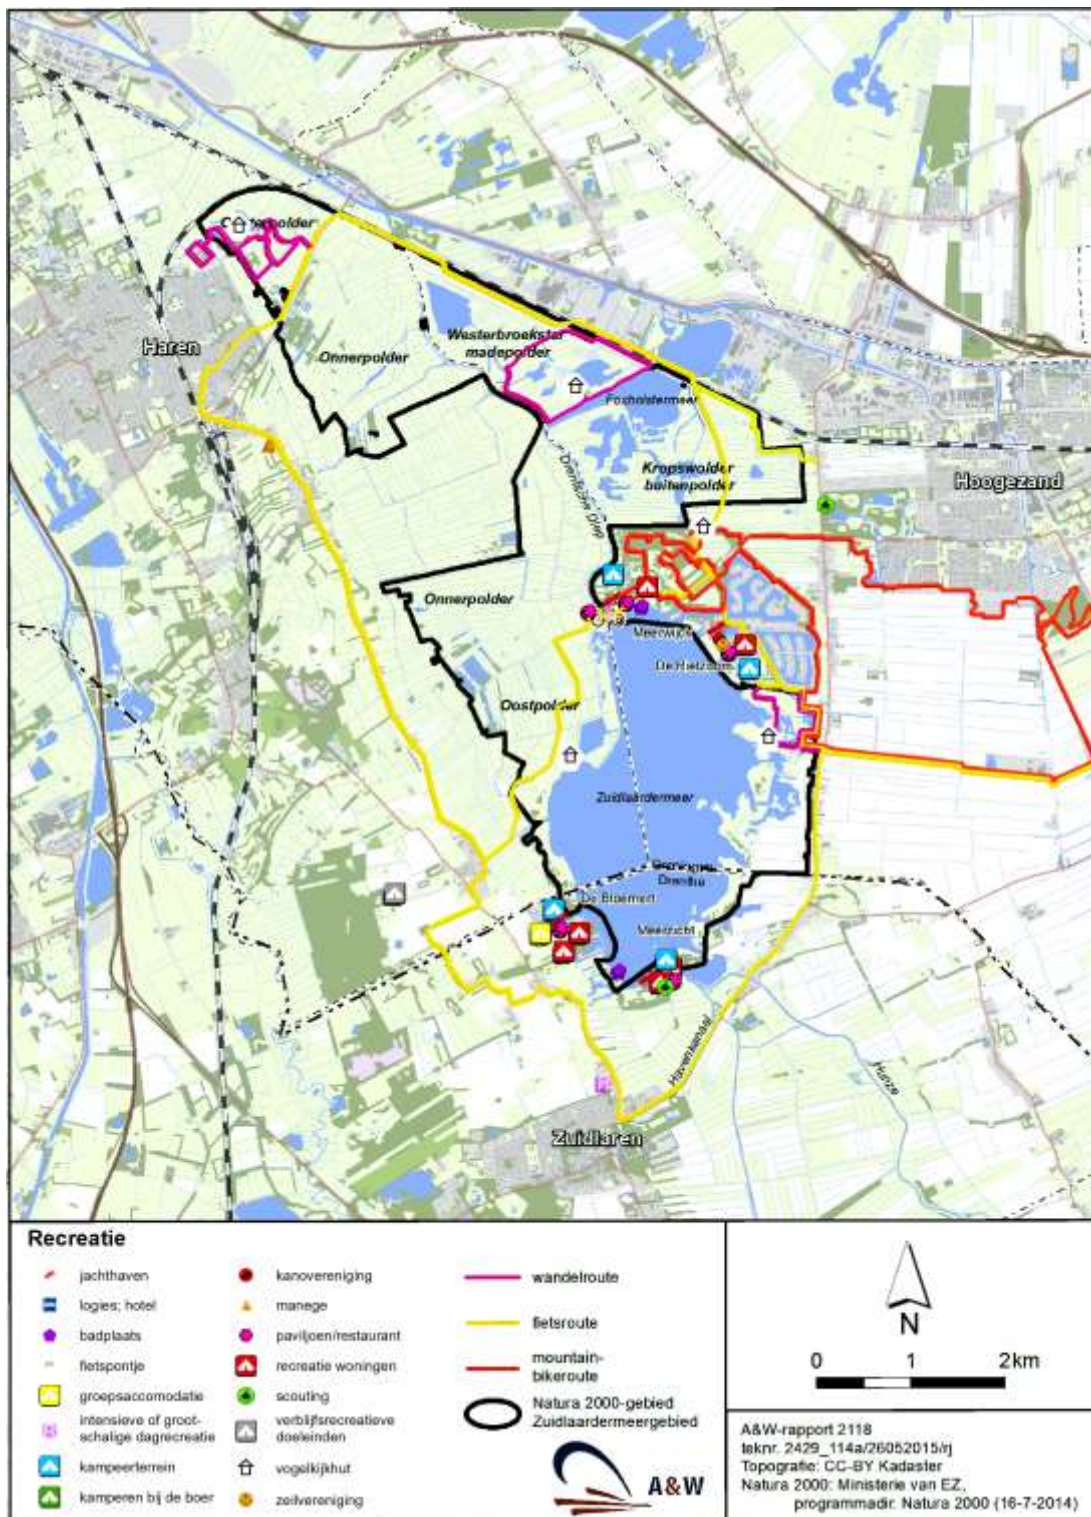 Haren
Onnerpolder
Westerbroekster
madepolder
Foxholstermeer
Kropswolder
buitenpolder
Hoogezand
Drentsche Diep
Onnerpolder
Meerwijck
De Rietzoom
Oostpolder
Zuidlaardermeer
Groningen
Drenthe
De Bloemert
Meerzicht
Havenkanaal
Hunze
Zuidlaren
Recreatie
jachthaven
logies; hotel
badplaats
fietspontje
groepsaccomodatie
intensieve of groot-
schalige dagrecreatie
kampeerterrein
kamperen bij de boer
kanovereniging
manege
paviljoen/restaurant
recreatie woningen
scouting
verblijfsrecreatieve
doeleinden
vogelkijkhut
zeilvereniging
wandelroute
fietsroute
mountain-
bikeroute
Natura 2000-gebied
Zuidlaardermeergebied
A&W
N
0 1 2km
A&W-rapport 2118
teknr. 2429_114a/26052015/rj
Topografie: CC-BY Kadaster
Natura 2000: Ministerie van EZ,
programmadir. Natura 2000 (16-7-2014)